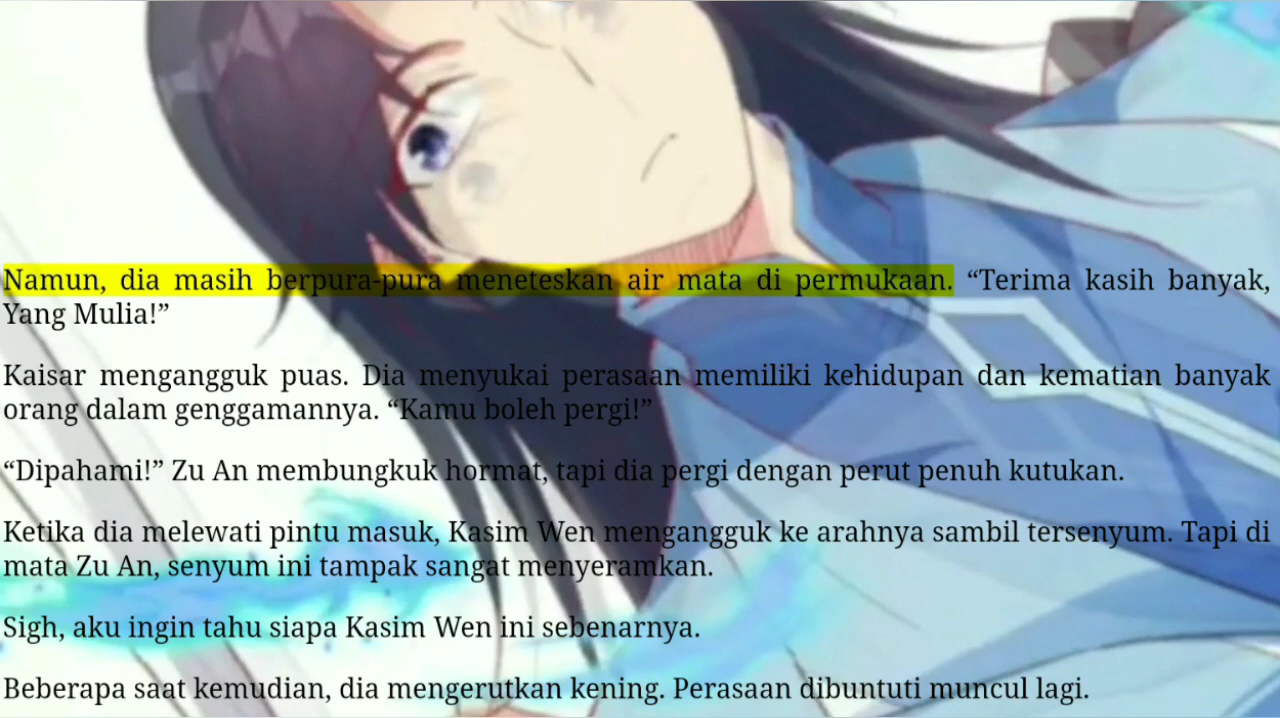 Namun, dia masih berpura-pura meneteskan air mata di permukaan. “Terima kasih banyak,
Yang Mulia!”
Kaisar mengangguk puas. Dia menyukai perasaan memiliki kehidupan dan kematian banyak
orang dalam genggamannya. “Kamu boleh pergi!”
“Dipahami!” Zu An membungkuk hormat, tapi dia pergi dengan perut penuh kutukan.
Ketika dia melewati pintu masuk, Kasim Wen mengangguk ke arahnya sambil tersenyum. Tapi di
mata Zu An, senyum ini tampak sangat menyeramkan.
Sigh, aku ingin tahu siapa Kasim Wen ini sebenarnya.
Beberapa saat kemudian, dia mengerutkan kening. Perasaan dibuntuti muncul lagi.